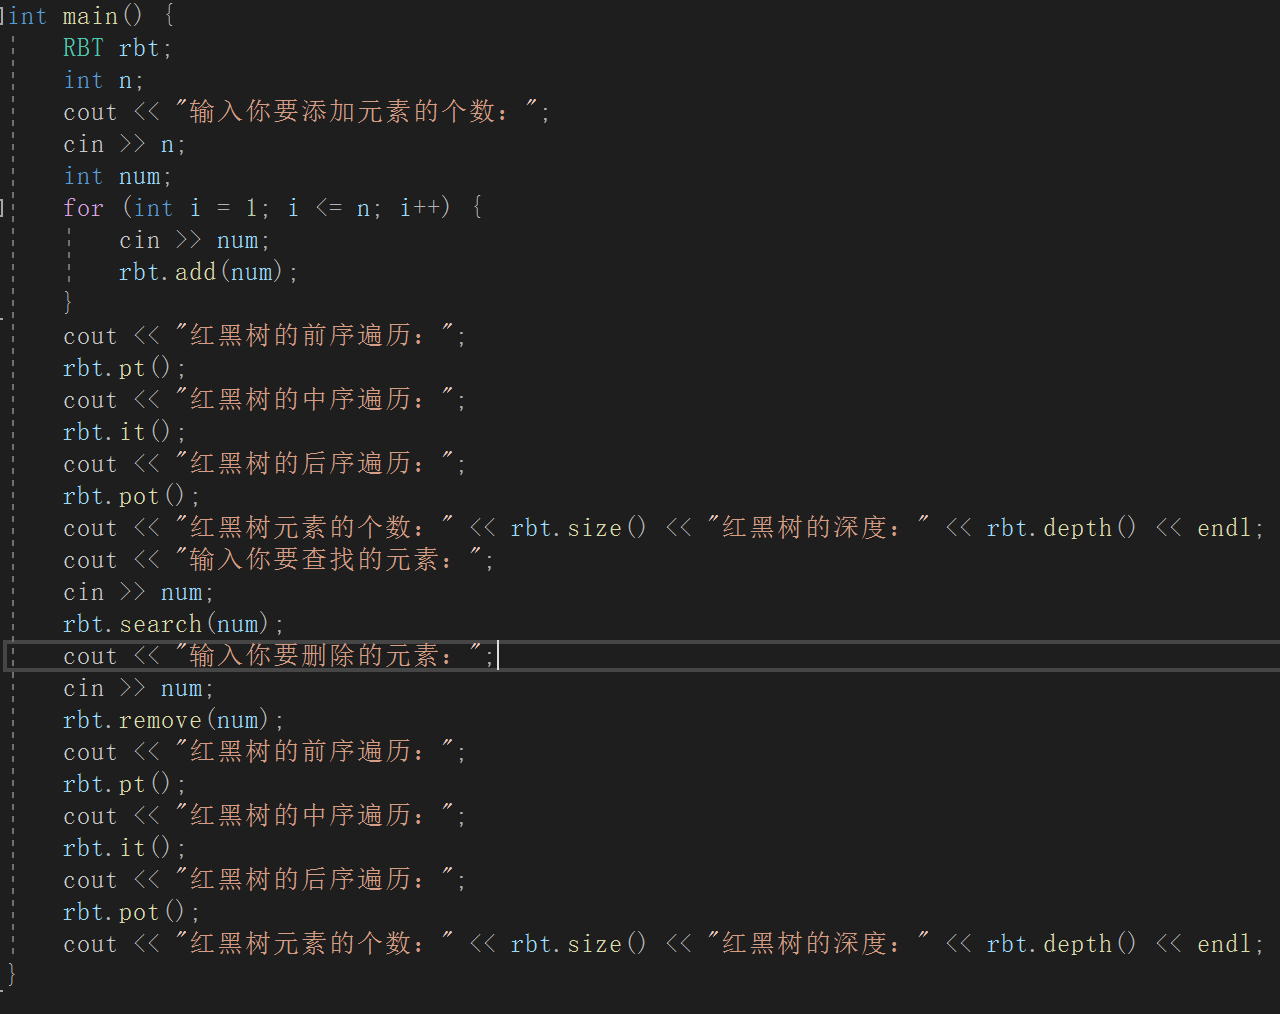 int main() {
RBT rbt;
int n;
cout << "输入你要添加元素的个数：";
cin >> n;
int num;
for (int i = 1; i <= n; i++) {
cin >> num;
rbt.add(num);
}
cout << "红黑树的前序遍历：";
rbt.pt();
cout << "红黑树的中序遍历：";
rbt.it();
cout << "红黑树的后序遍历：";
rbt.pot();
cout << "红黑树元素的个数：" << rbt.size() << "红黑树的深度：" << rbt.depth() << endl;
cout << "输入你要查找的元素：";
cin >> num;
rbt.search(num);
cout << "输入你要删除的元素：";
cin >> num;
rbt.remove(num);
cout << "红黑树的前序遍历：";
rbt.pt();
cout << "红黑树的中序遍历：";
rbt.it();
cout << "红黑树的后序遍历：";
rbt.pot();
cout << "红黑树元素的个数：" << rbt.size() << "红黑树的深度：" << rbt.depth() << endl;
}